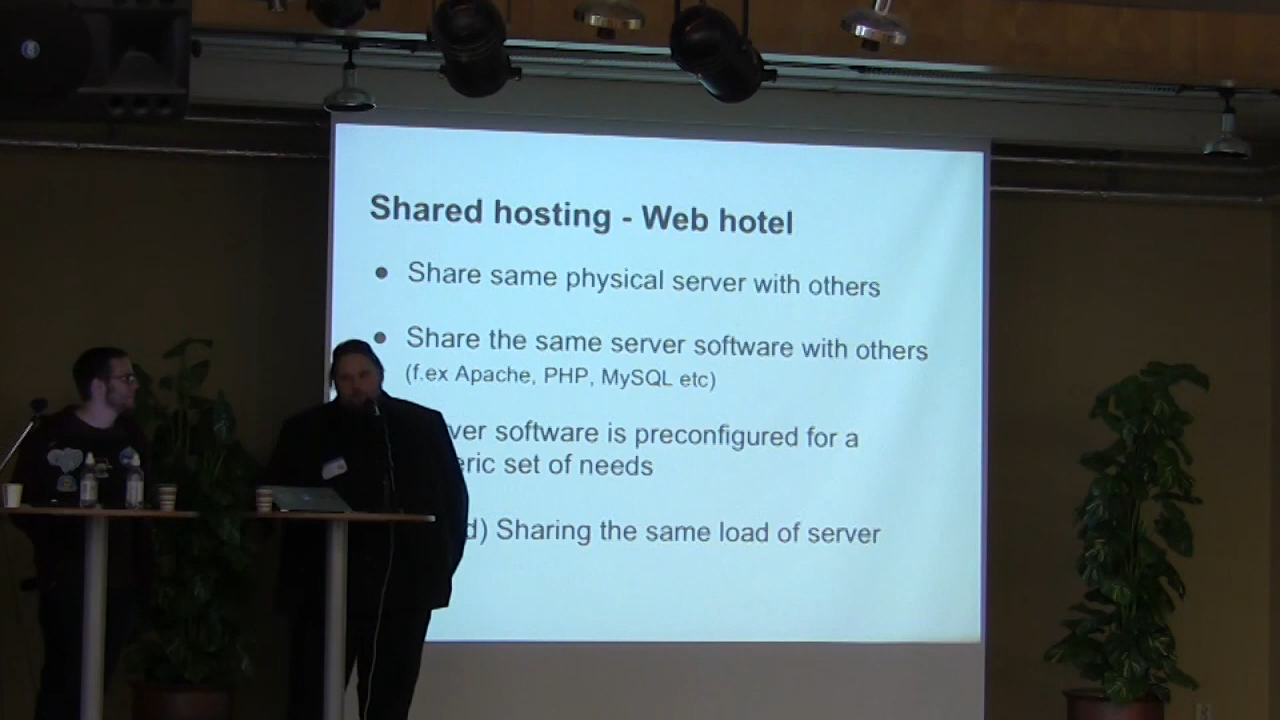 Shared hosting - Web hotel
Share same physical server with others
Share the same server software with others
(f.ex Apache, PHP, MySQL etc)
ver software is preconfigured for a
eric set of needs
d) Sharing the same load of server